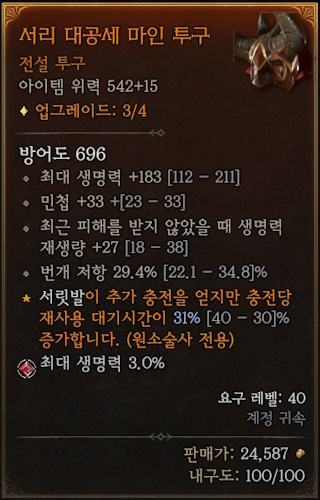 서리 대공세 마인 투구
전설 투구
아이템 위력 542+15
업그레이드: 3/4
방어도 696
최대 생명력 +183 [112 – 211]
민첩 +33 +[23 – 33]
최근 피해를 받지 않았을 때 생명력
재생량 +27 [18 – 38]
번개 저항 29.4% [22.1 – 34.8]%
서릿발이 추가 충전을 얻지만 충전당
재사용 대기시간이 31% [40 – 30]%
증가합니다. (원소술사 전용)
최대 생명력 3.0%
요구 레벨: 40
계정 귀속
판매가: 24,587
내구도: 100/100